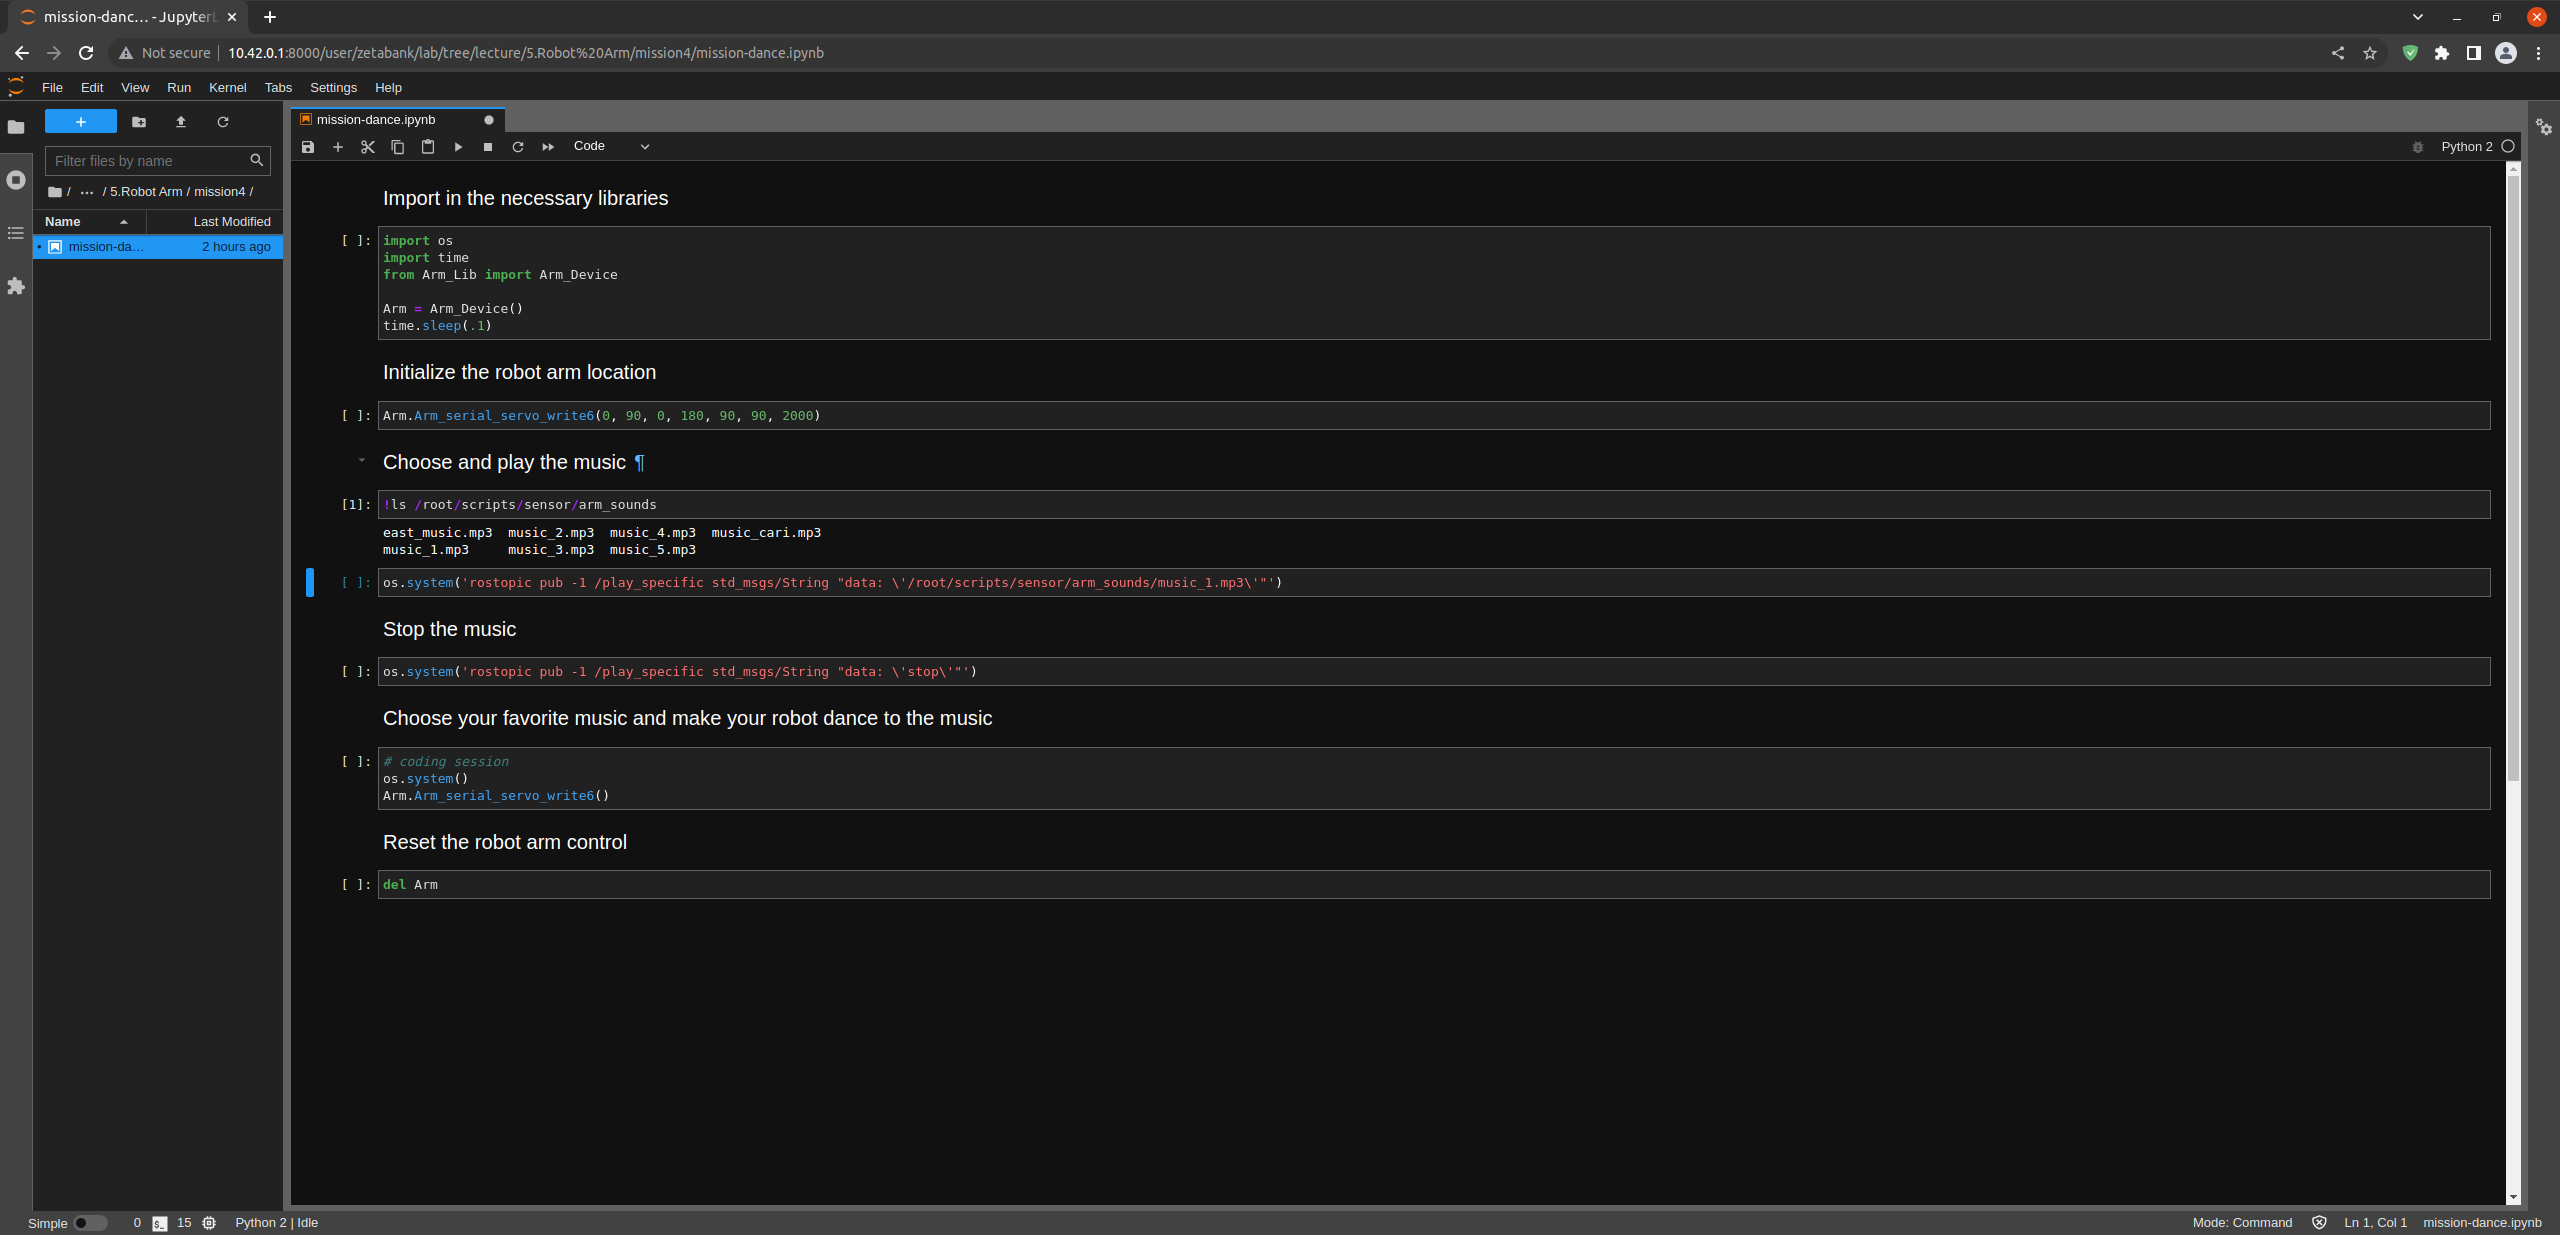 mission-danc… - JupyterL
Not secure 10.42.0.1:8000/user/zetabank/lab/tree/lecture/5.Robot%20Arm/mission4/mission-dance.ipynb
File Edit View Run Kernel Tabs Settings Help
mission-dance.ipynb
Code
Python 2
Filter files by name
/ ··· / 5.Robot Arm / mission4 /
Name Last Modified
mission-da… 2 hours ago
Import in the necessary libraries
[ ]: import os
import time
from Arm_Lib import Arm_Device
Arm = Arm_Device()
time.sleep(.1)
Initialize the robot arm location
[ ]: Arm.Arm_serial_servo_write6(0, 90, 0, 180, 90, 90, 2000)
Choose and play the music ¶
[1]: !ls /root/scripts/sensor/arm_sounds
east_music.mp3 music_2.mp3 music_4.mp3 music_cari.mp3
music_1.mp3 music_3.mp3 music_5.mp3
[ ]: os.system('rostopic pub -1 /play_specific std_msgs/String "data: \'/root/scripts/sensor/arm_sounds/music_1.mp3\'"')
Stop the music
[ ]: os.system('rostopic pub -1 /play_specific std_msgs/String "data: \'stop\'"')
Choose your favorite music and make your robot dance to the music
[ ]: # coding session
os.system()
Arm.Arm_serial_servo_write6()
Reset the robot arm control
[ ]: del Arm
Simple 0 $_ 15 Python 2 | Idle Mode: Command Ln 1, Col 1 mission-dance.ipynb